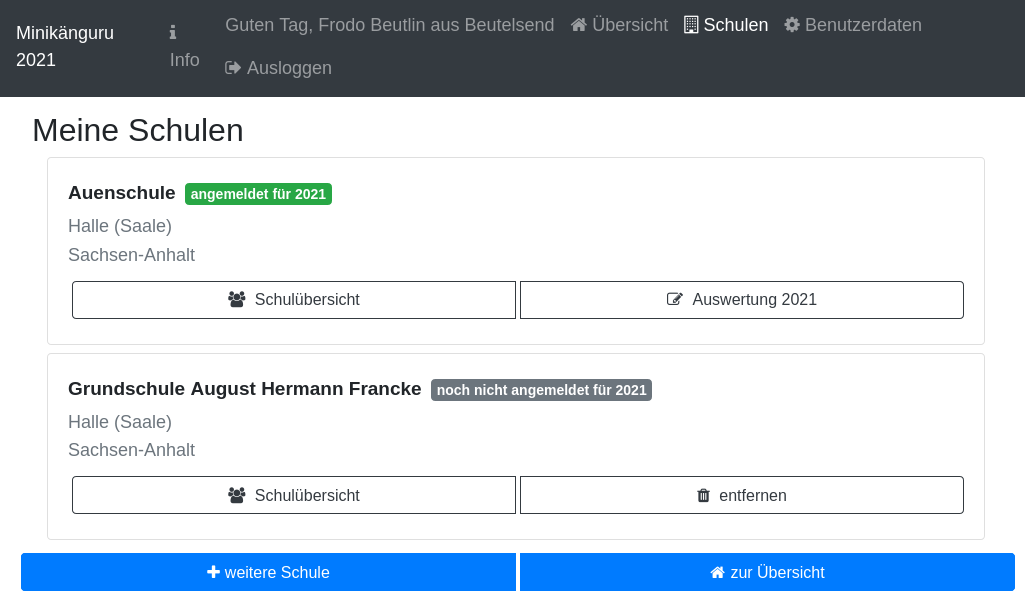 Minikänguru
2021
Info
Guten Tag, Frodo Beutlin aus Beutelsend Übersicht Schulen Benutzerdaten
Ausloggen
Meine Schulen
Auenschule angemeldet für 2021
Halle (Saale)
Sachsen-Anhalt
Schulübersicht Auswertung 2021
Grundschule August Hermann Francke noch nicht angemeldet für 2021
Halle (Saale)
Sachsen-Anhalt
Schulübersicht entfernen
weitere Schule zur Übersicht